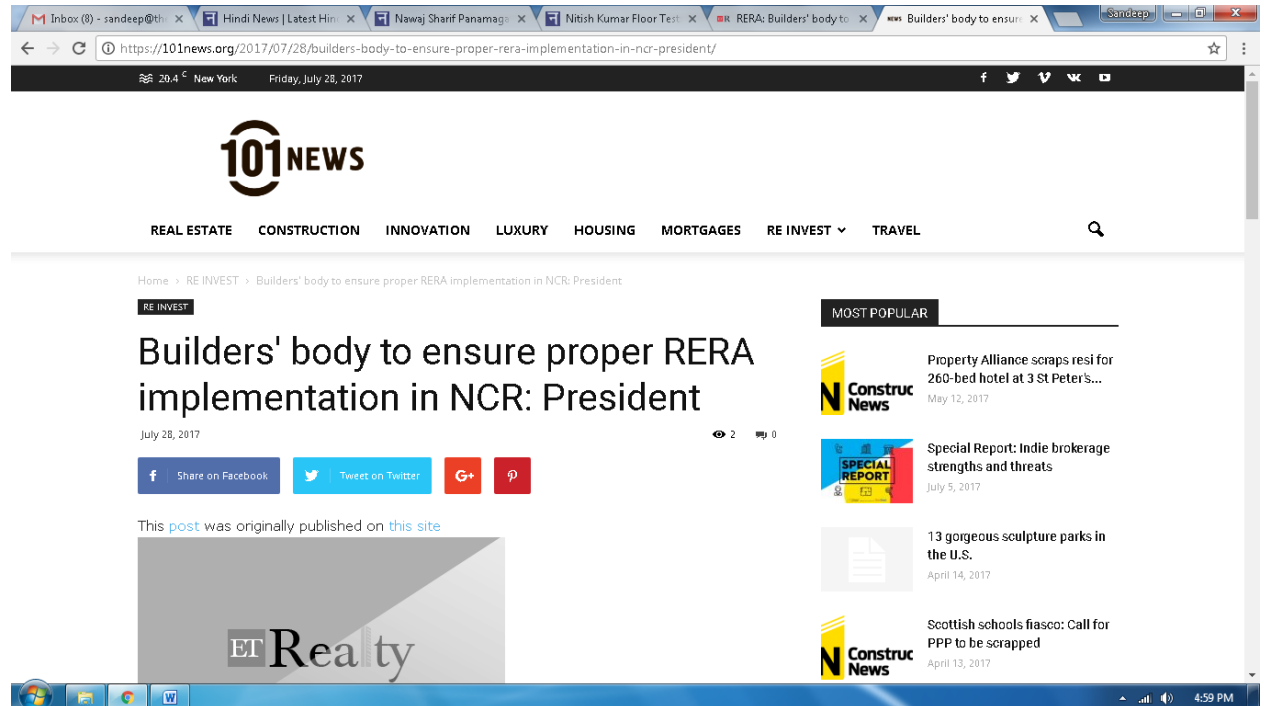 Inbox (8) - sandeep@th
Hindi News | Latest Hin
Nawaj Sharif Panamaga
Nitish Kumar Floor Test
RERA: Builders' body to
Builders' body to ensure
Sandeep
https://101news.org/2017/07/28/builders-body-to-ensure-proper-rera-implementation-in-ncr-president/
20.4 C New York Friday, July 28, 2017
101NEWS
REAL ESTATE CONSTRUCTION INNOVATION LUXURY HOUSING MORTGAGES RE INVEST TRAVEL
Home > RE INVEST > Builders' body to ensure proper RERA implementation in NCR: President
RE INVEST
Builders' body to ensure proper RERA
implementation in NCR: President
July 28, 2017
2 0
Share on Facebook
Tweet on Twitter
G+
This post was originally published on this site
ET Realty
MOST POPULAR
Construc
News
Property Alliance scraps resi for
260-bed hotel at 3 St Peter's...
May 12, 2017
SPECIAL
REPORT
Special Report: Indie brokerage
strengths and threats
July 5, 2017
13 gorgeous sculpture parks in
the U.S.
April 14, 2017
N Construc
News
Scottish schools fiasco: Call for
PPP to be scrapped
April 13, 2017
4:59 PM